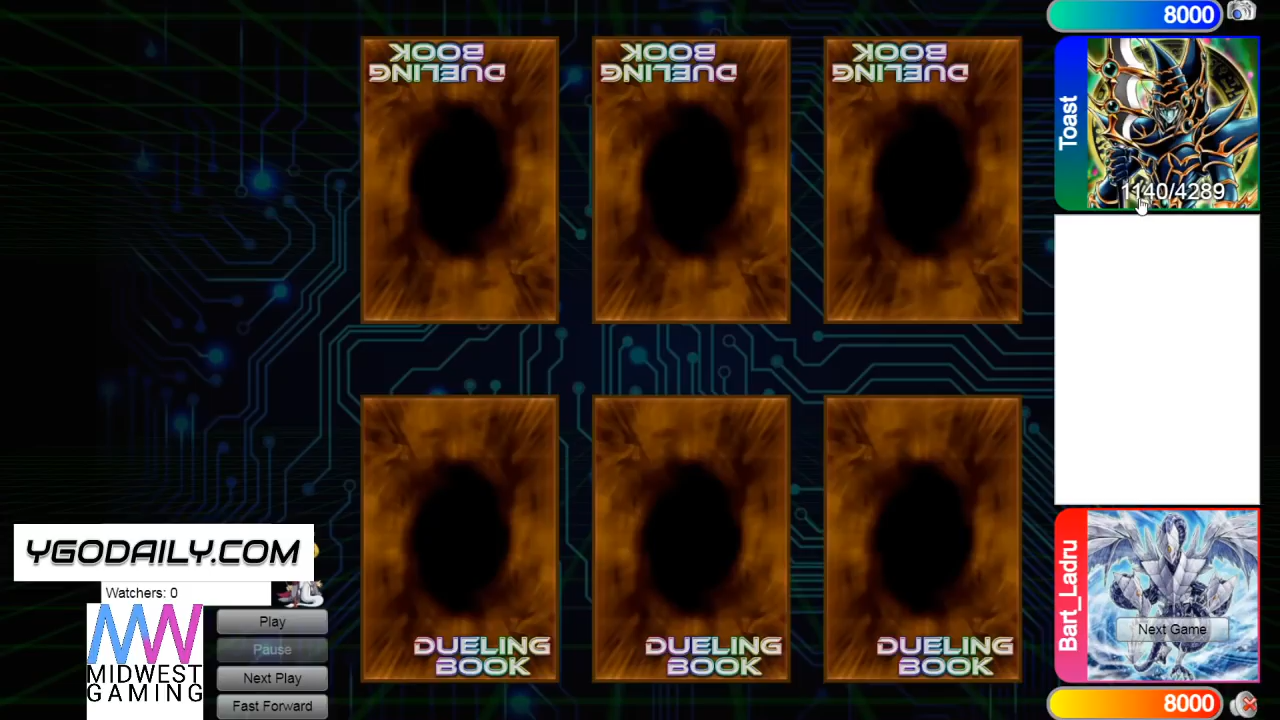 8000
DUELING
BOOK
DUELING
BOOK
DUELING
BOOK
Toast
1140/4289
YGODAILY.COM
Watchers: 0
MW
MIDWEST
GAMING
Play
Pause
Next Play
Fast Forward
DUELING
BOOK
DUELING
BOOK
DUELING
BOOK
Bart_Ladru
Next Game
8000